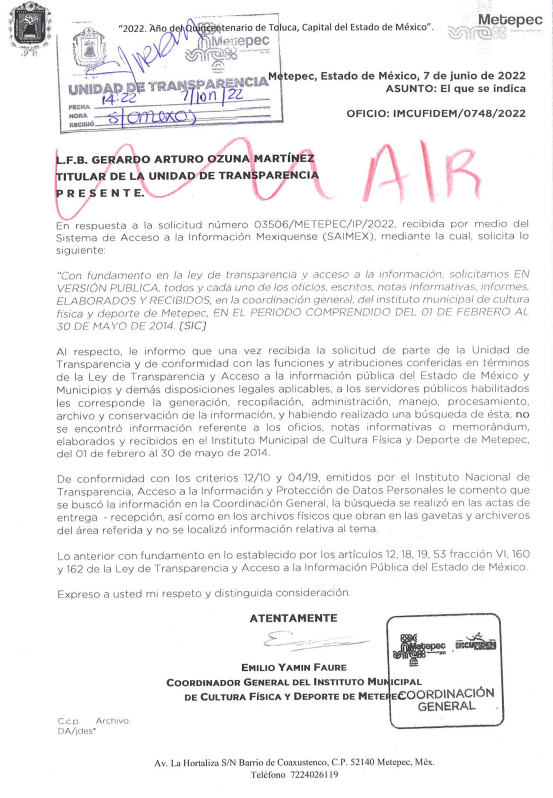 "2022. Año del Quincentenario de Toluca, Capital del Estado de México".
Metepec
Metepec
UNIDAD DE TRANSPARENCIA
FECHA
14:22
7/JUN/22
HORA
RECIBIÓ
s/anexos
Metepec, Estado de México, 7 de junio de 2022
ASUNTO: El que se indica
OFICIO: IMCUFIDEM/0748/2022
L.F.B. GERARDO ARTURO OZUNA MARTÍNEZ
TITULAR DE LA UNIDAD DE TRANSPARENCIA
P R E S E N T E.
A/R
En respuesta a la solicitud número 03506/METEPEC/IP/2022, recibida por medio del
Sistema de Acceso a la Información Mexiquense (SAIMEX), mediante la cual, solicita lo
siguiente:
"Con fundamento en la ley de transparencia y acceso a la información, solicitamos EN
VERSIÓN PUBLICA, todos y cada uno de los oficios, escritos, notas informativas, informes,
ELABORADOS Y RECIBIDOS, en la coordinación general, del instituto municipal de cultura
física y deporte de Metepec, EN EL PERIODO COMPRENDIDO DEL 01 DE FEBRERO AL
30 DE MAYO DE 2014. [SIC]
Al respecto, le informo que una vez recibida la solicitud de parte de la Unidad de
Transparencia y de conformidad con las funciones y atribuciones conferidas en términos
de la Ley de Transparencia y Acceso a la Información pública del Estado de México y
Municipios y demás disposiciones legales aplicables, a los servidores públicos habilitados
les corresponde la generación, recopilación, administración, manejo, procesamiento,
archivo y conservación de la información, y habiendo realizado una búsqueda de ésta, no
se encontró información referente a los oficios, notas informativas o memorándum,
elaborados y recibidos en el Instituto Municipal de Cultura Física y Deporte de Metepec,
del 01 de febrero al 30 de mayo de 2014.
De conformidad con los criterios 12/10 y 04/19, emitidos por el Instituto Nacional de
Transparencia, Acceso a la Información y Protección de Datos Personales le comento que
se buscó la información en la Coordinación General, la búsqueda se realizó en las actas de
entrega - recepción, así como en los archivos físicos que obran en las gavetas y archiveros
del área referida y no se localizó información relativa al tema.
Lo anterior con fundamento en lo establecido por los artículos 12, 18, 19, 53 fracción VI, 160
y 162 de la Ley de Transparencia y Acceso a la Información Pública del Estado de México.
Expreso a usted mi respeto y distinguida consideración.
ATENTAMENTE
EMILIO YAMIN FAURE
COORDINADOR GENERAL DEL INSTITUTO MUNICIPAL
DE CULTURA FÍSICA Y DEPORTE DE METEPEC
Metepec
IMCUFIDEM
COORDINACIÓN
GENERAL
C.c.p. Archivo.
DA/jdes*
Av. La Hortaliza S/N Barrio de Coaxustenco, C.P. 52140 Metepec, Méx.
Teléfono 7224026119